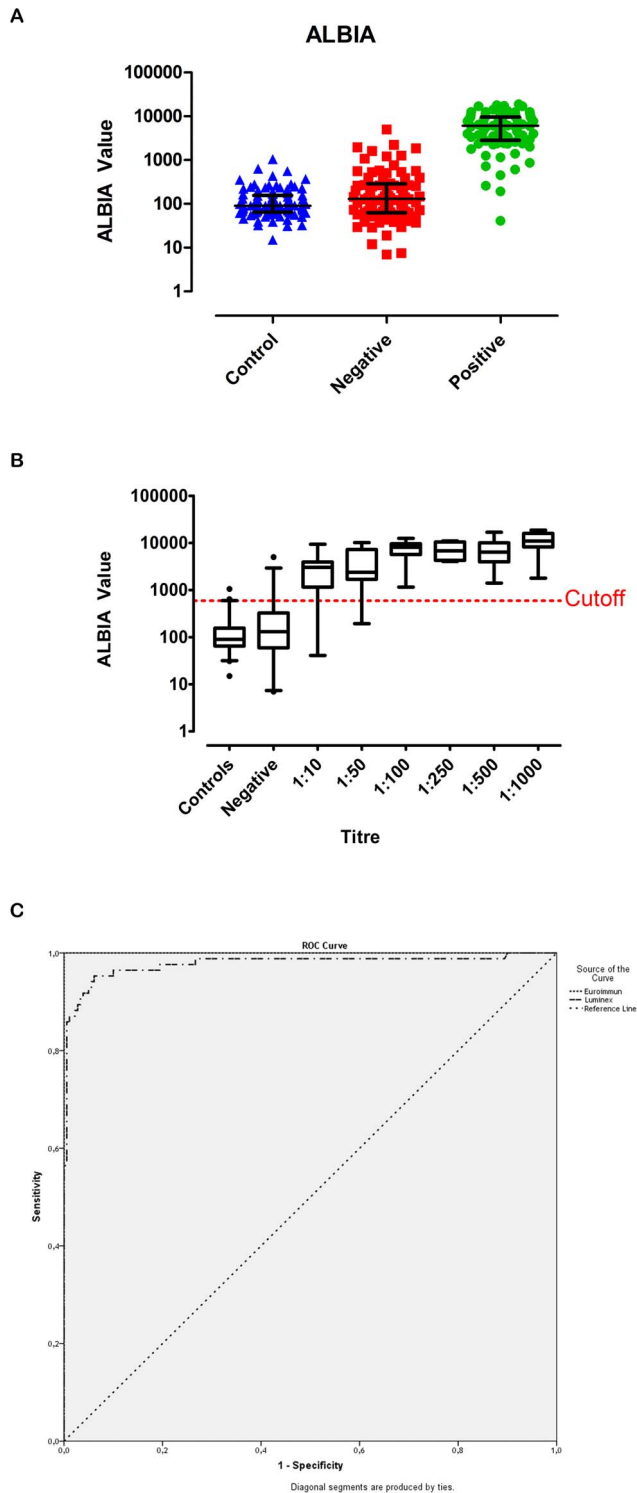 A
ALBIA
100000
10000
1000
100
10
1
ALBIA Value
Control
Negative
Positive
B
100000
10000
1000
100
10
1
ALBIA Value
Cutoff
Controls
Negative
1:10
1:50
1:100
1:250
1:500
1:1000
Titre
C
ROC Curve
1,0
0,8
0,6
0,4
0,2
0,0
Sensitivity
0,0
0,2
0,4
0,6
0,8
1,0
1 - Specificity
Source of the
Curve
Euroimmun
Luminex
Reference Line
Diagonal segments are produced by ties.